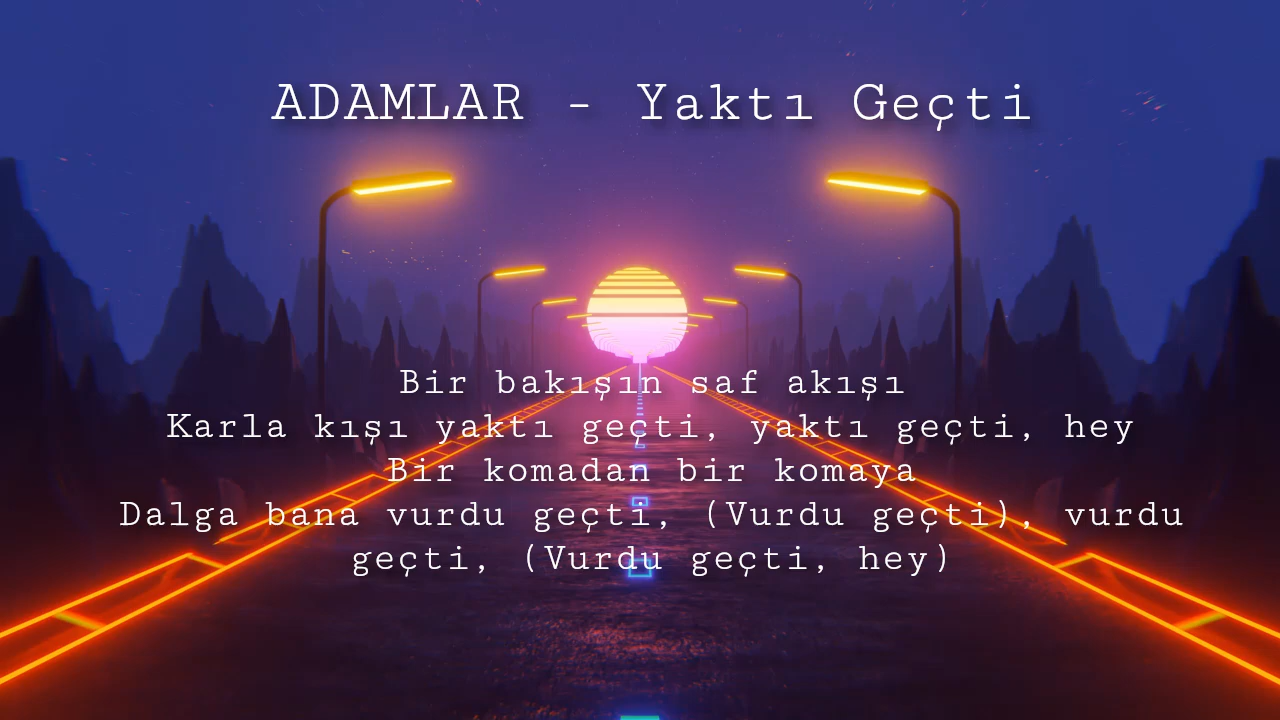 ADAMLAR - Yaktı Geçti
Bir bakışın saf akışı
Karla kışı yaktı geçti, yaktı geçti, hey
Bir komadan bir komaya
Dalga bana vurdu geçti, (Vurdu geçti), vurdu
geçti, (Vurdu geçti, hey)